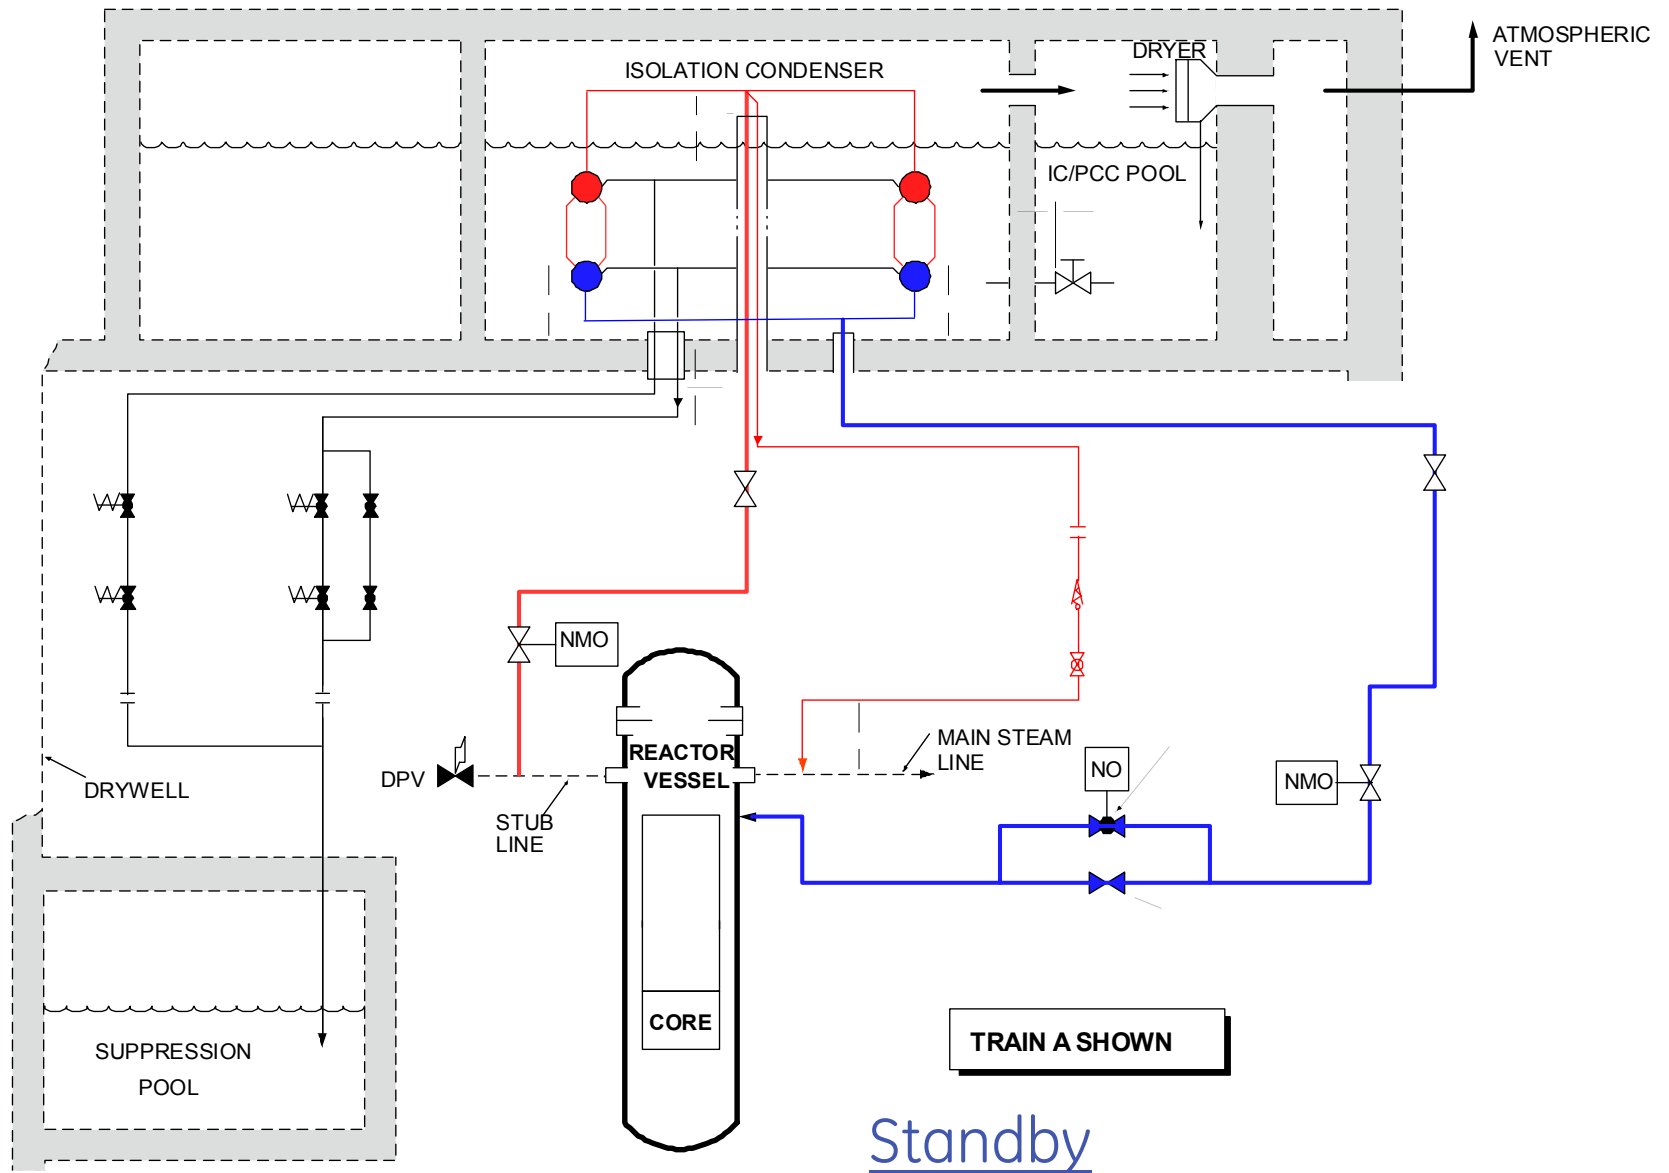 ATMOSPHERIC
VENT
DRYER
ISOLATION CONDENSER
IC/PCC POOL
NMO
REACTOR
VESSEL
MAIN STEAM
LINE
DPV
STUB
LINE
NO
NMO
DRYWELL
CORE
SUPPRESSION
POOL
TRAIN A SHOWN
Standby